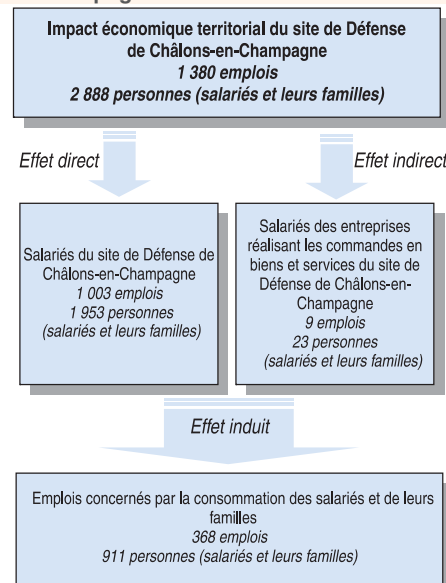 Impact économique territorial du site de Défense
de Châlons-en-Champagne
1 380 emplois
2 888 personnes (salariés et leurs familles)
Effet direct
Effet indirect
Salariés du site de Défense de
Châlons-en-Champagne
1 003 emplois
1 953 personnes
(salariés et leurs familles)
Salariés des entreprises
réalisant les commandes en
biens et services du site de
Défense de Châlons-en-
Champagne
9 emplois
23 personnes
(salariés et leurs familles)
Effet induit
Emplois concernés par la consommation des salariés et de leurs
familles
368 emplois
911 personnes (salariés et leurs familles)